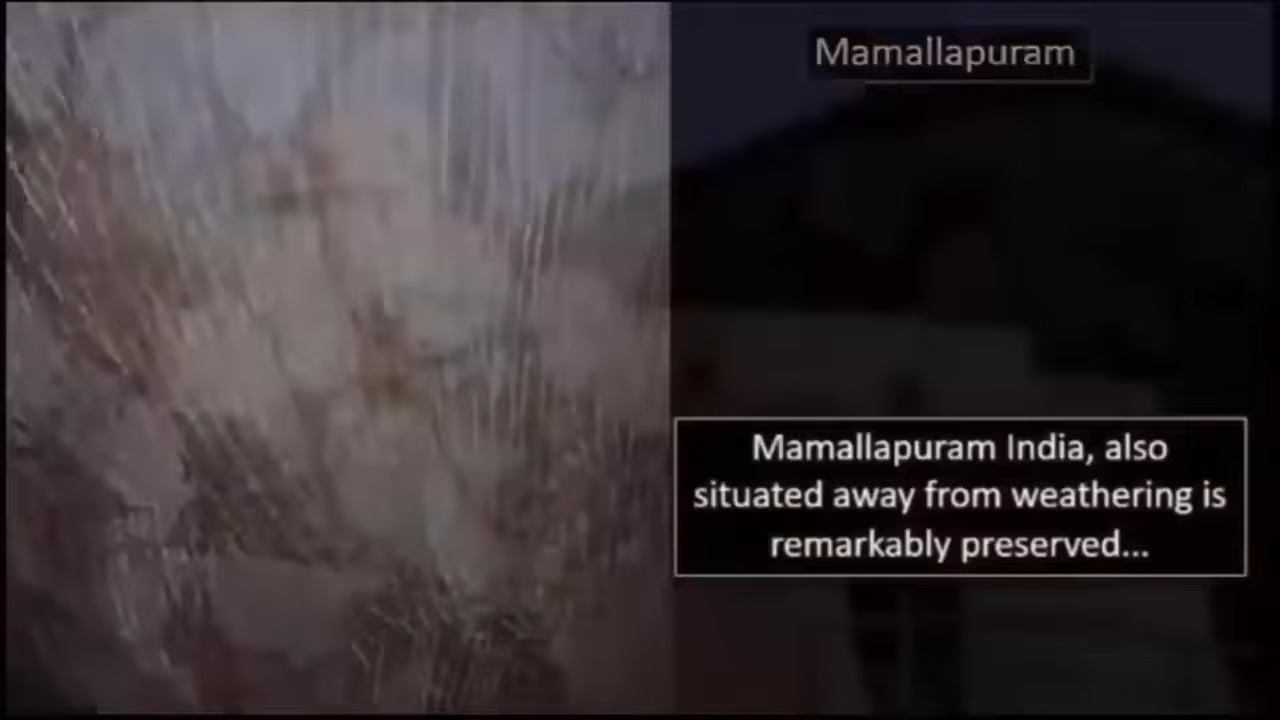 Mamallapuram
Mamallapuram India, also
situated away from weathering is
remarkably preserved...